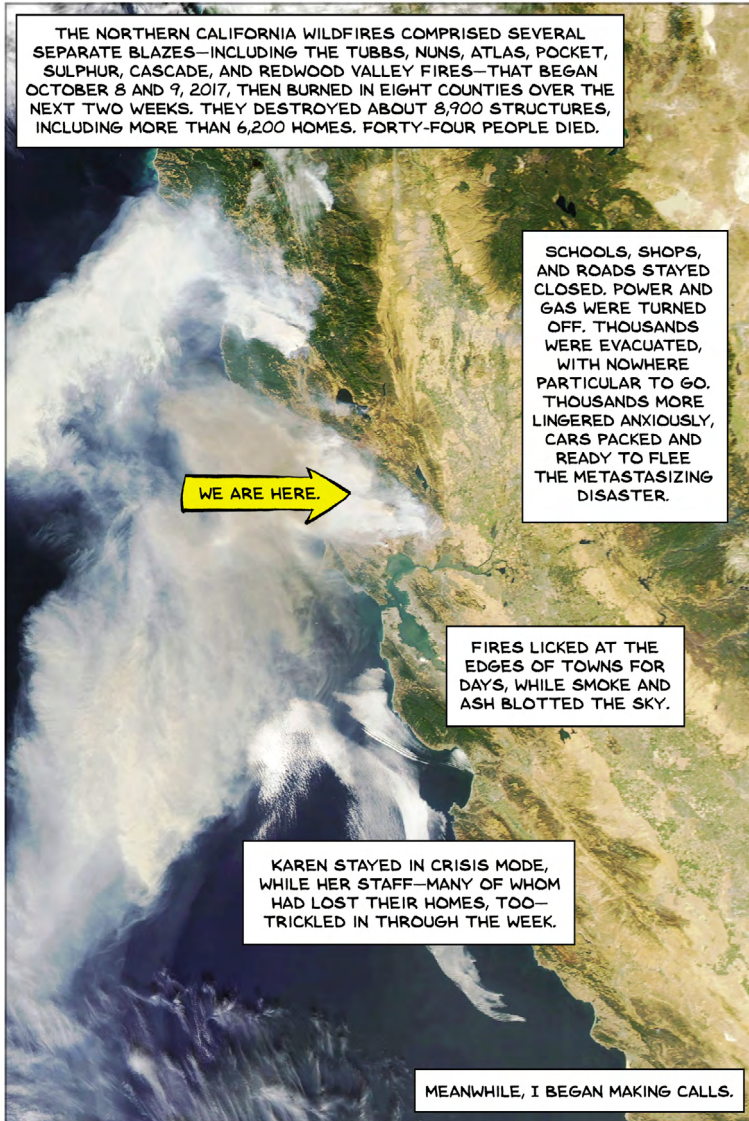 THE NORTHERN CALIFORNIA WILDFIRES COMPRISED SEVERAL
SEPARATE BLAZES—INCLUDING THE TUBBS, NUNS, ATLAS, POCKET,
SULPHUR, CASCADE, AND REDWOOD VALLEY FIRES—THAT BEGAN
OCTOBER 8 AND 9, 2017, THEN BURNED IN EIGHT COUNTIES OVER THE
NEXT TWO WEEKS. THEY DESTROYED ABOUT 8,900 STRUCTURES,
INCLUDING MORE THAN 6,200 HOMES. FORTY-FOUR PEOPLE DIED.
SCHOOLS, SHOPS,
AND ROADS STAYED
CLOSED. POWER AND
GAS WERE TURNED
OFF. THOUSANDS
WERE EVACUATED,
WITH NOWHERE
PARTICULAR TO GO.
THOUSANDS MORE
LINGERED ANXIOUSLY,
CARS PACKED AND
READY TO FLEE
THE METASTASIZING
DISASTER.
WE ARE HERE.
FIRES LICKED AT THE
EDGES OF TOWNS FOR
DAYS, WHILE SMOKE AND
ASH BLOTTED THE SKY.
KAREN STAYED IN CRISIS MODE,
WHILE HER STAFF—MANY OF WHOM
HAD LOST THEIR HOMES, TOO—
TRICKLED IN THROUGH THE WEEK.
MEANWHILE, I BEGAN MAKING CALLS.